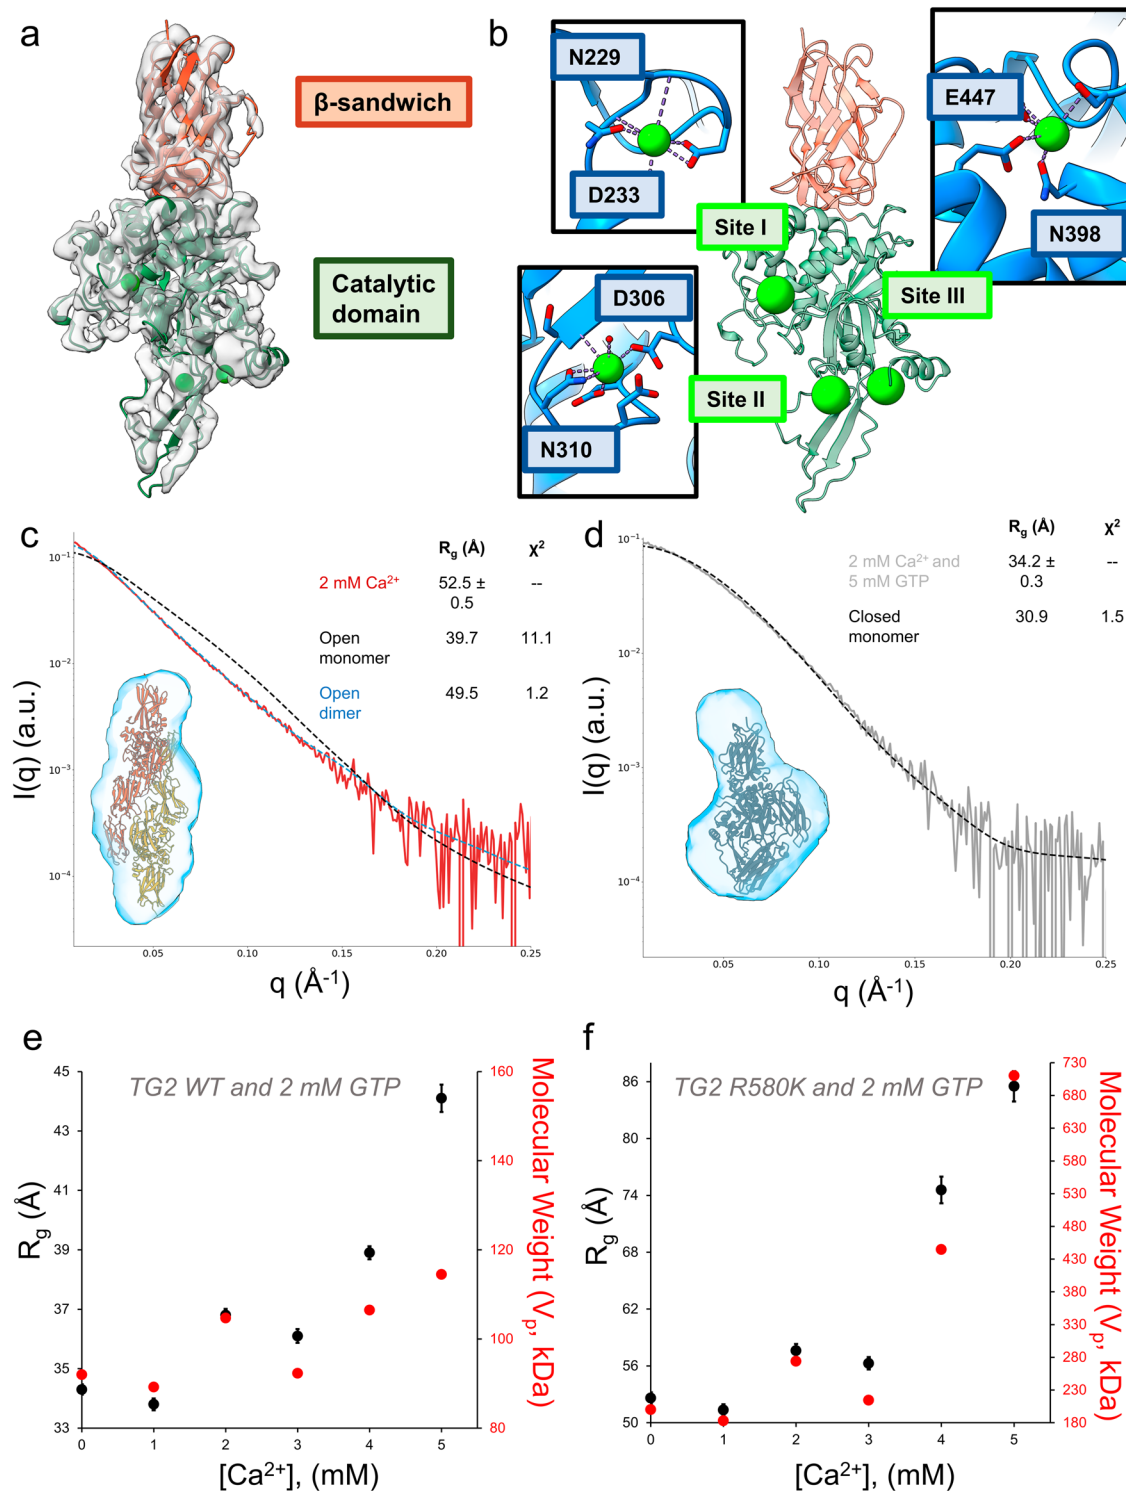 a
β-sandwich
Catalytic
domain
b
N229
D233
E447
N398
Site I
Site III
D306
Site II
N310
c
Rg (Å) χ²
2 mM Ca²⁺ 52.5 ± 0.5 --
Open monomer 39.7 11.1
Open dimer 49.5 1.2
I(q) (a.u.)
10⁻¹
10⁻²
10⁻³
10⁻⁴
0.05 0.10 0.15 0.20 0.25
q (Å⁻¹)
d
Rg (Å) χ²
2 mM Ca²⁺ and 5 mM GTP 34.2 ± 0.3 --
Closed monomer 30.9 1.5
I(q) (a.u.)
10⁻¹
10⁻²
10⁻³
10⁻⁴
0.05 0.10 0.15 0.20 0.25
q (Å⁻¹)
e
TG2 WT and 2 mM GTP
Rg (Å)
45
43
41
39
37
35
33
160
140
120
100
80
Molecular Weight (Vp, kDa)
0 1 2 3 4 5
[Ca²⁺], (mM)
f
TG2 R580K and 2 mM GTP
Rg (Å)
86
80
74
68
62
56
50
730
680
630
580
530
480
430
380
330
280
230
180
Molecular Weight (Vp, kDa)
0 1 2 3 4 5
[Ca²⁺], (mM)